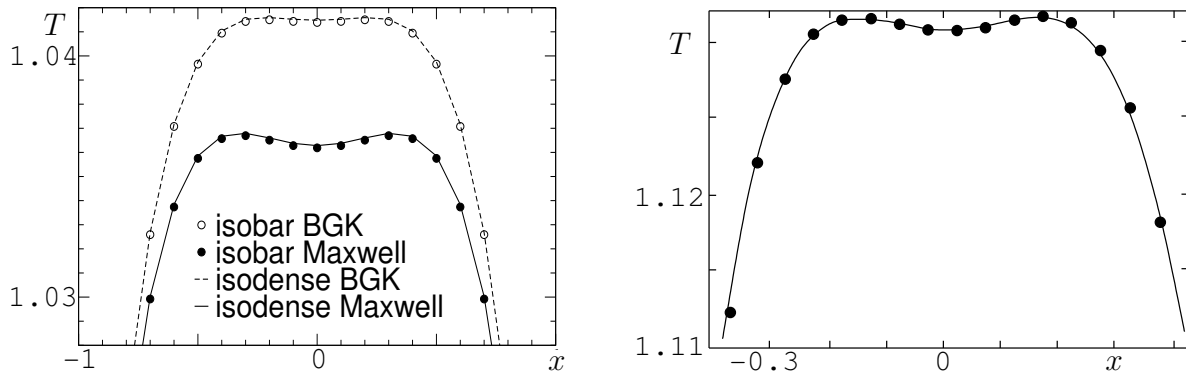 T
1.04
1.03
isobar BGK
isobar Maxwell
isodense BGK
isodense Maxwell
−1
0
x
T
1.12
1.11
−0.3
0
x